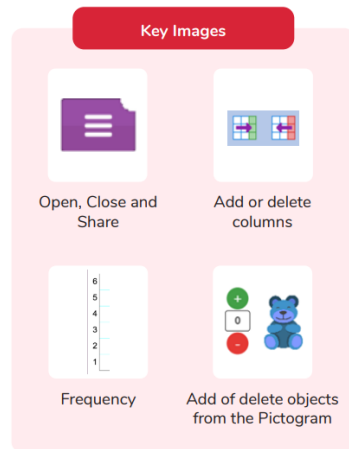 Key Images
Open, Close and
Share
Add or delete
columns
6
5
4
3
2
1
Frequency
+
0
-
Add of delete objects
from the Pictogram